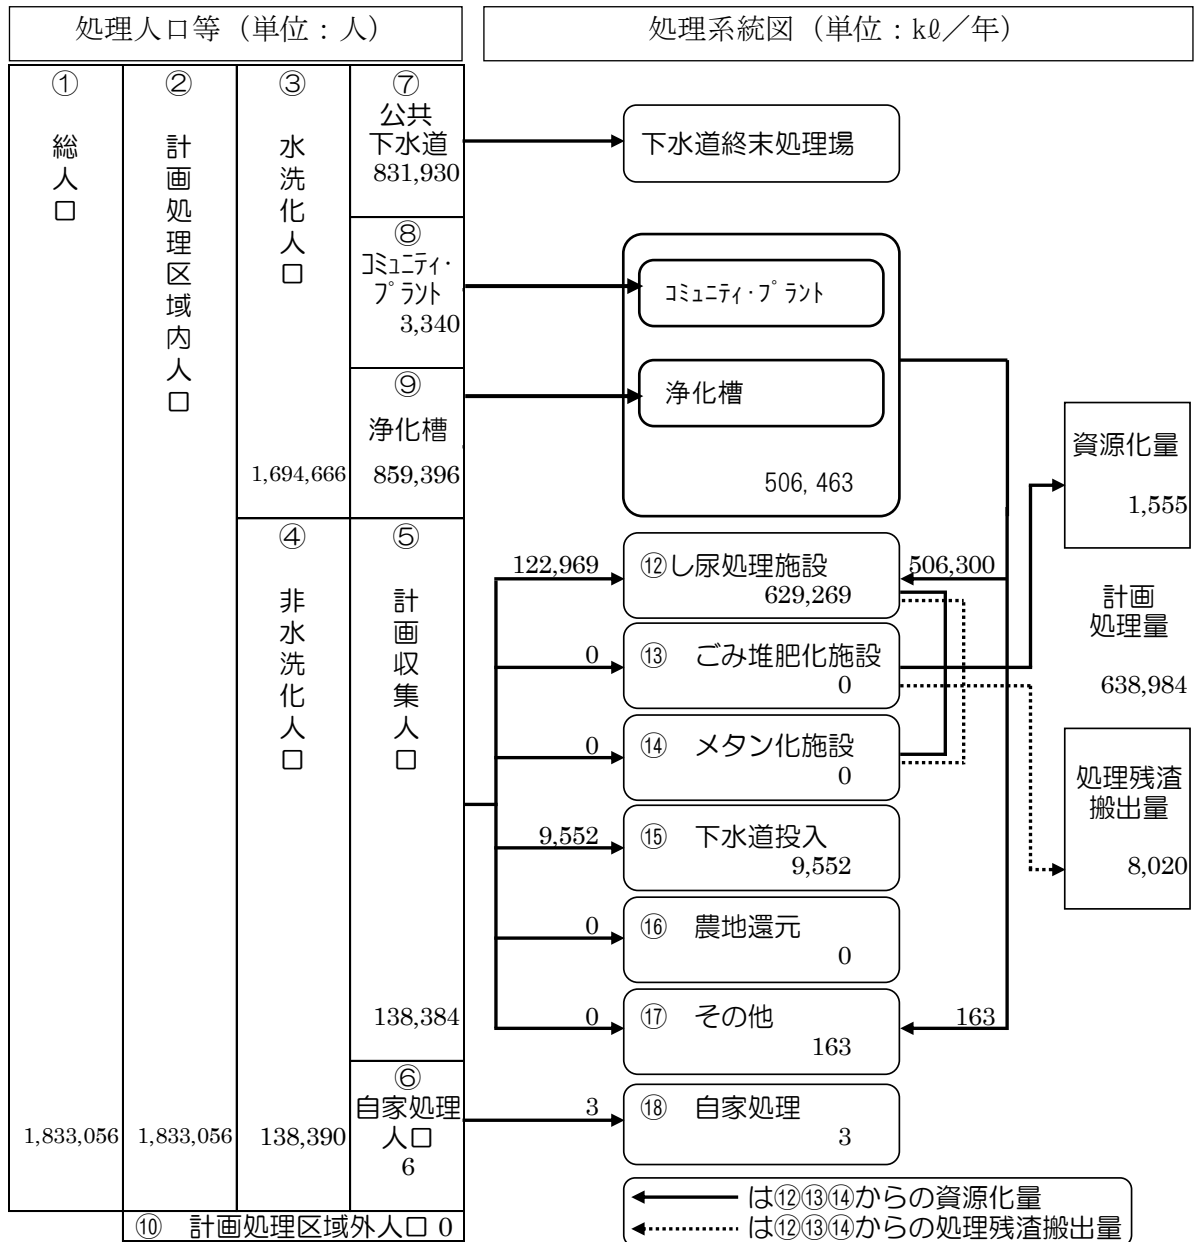 処理人口等（単位：人）
処理系統図（単位：kℓ／年）
①
総人口
1,833,056
②
計画処理区域内人口
1,833,056
③
水洗化人口
1,694,666
④
非水洗化人口
138,390
⑦
公共
下水道
831,930
⑧
ｺﾐｭﾆﾃｨ・
ﾌﾟﾗﾝﾄ
3,340
⑨
浄化槽
859,396
⑤
計画収集人口
138,384
⑥
自家処理
人口
6
⑩ 計画処理区域外人口 0
下水道終末処理場
ｺﾐｭﾆﾃｨ・ﾌﾟﾗﾝﾄ
浄化槽
506,463
122,969
⑫し尿処理施設
629,269
506,300
0
⑬ ごみ堆肥化施設
0
0
⑭ メタン化施設
0
9,552
⑮ 下水道投入
9,552
0
⑯ 農地還元
0
0
⑰ その他
163
163
3
⑱ 自家処理
3
資源化量
1,555
計画
処理量
638,984
処理残渣
搬出量
8,020
は⑫⑬⑭からの資源化量
は⑫⑬⑭からの処理残渣搬出量